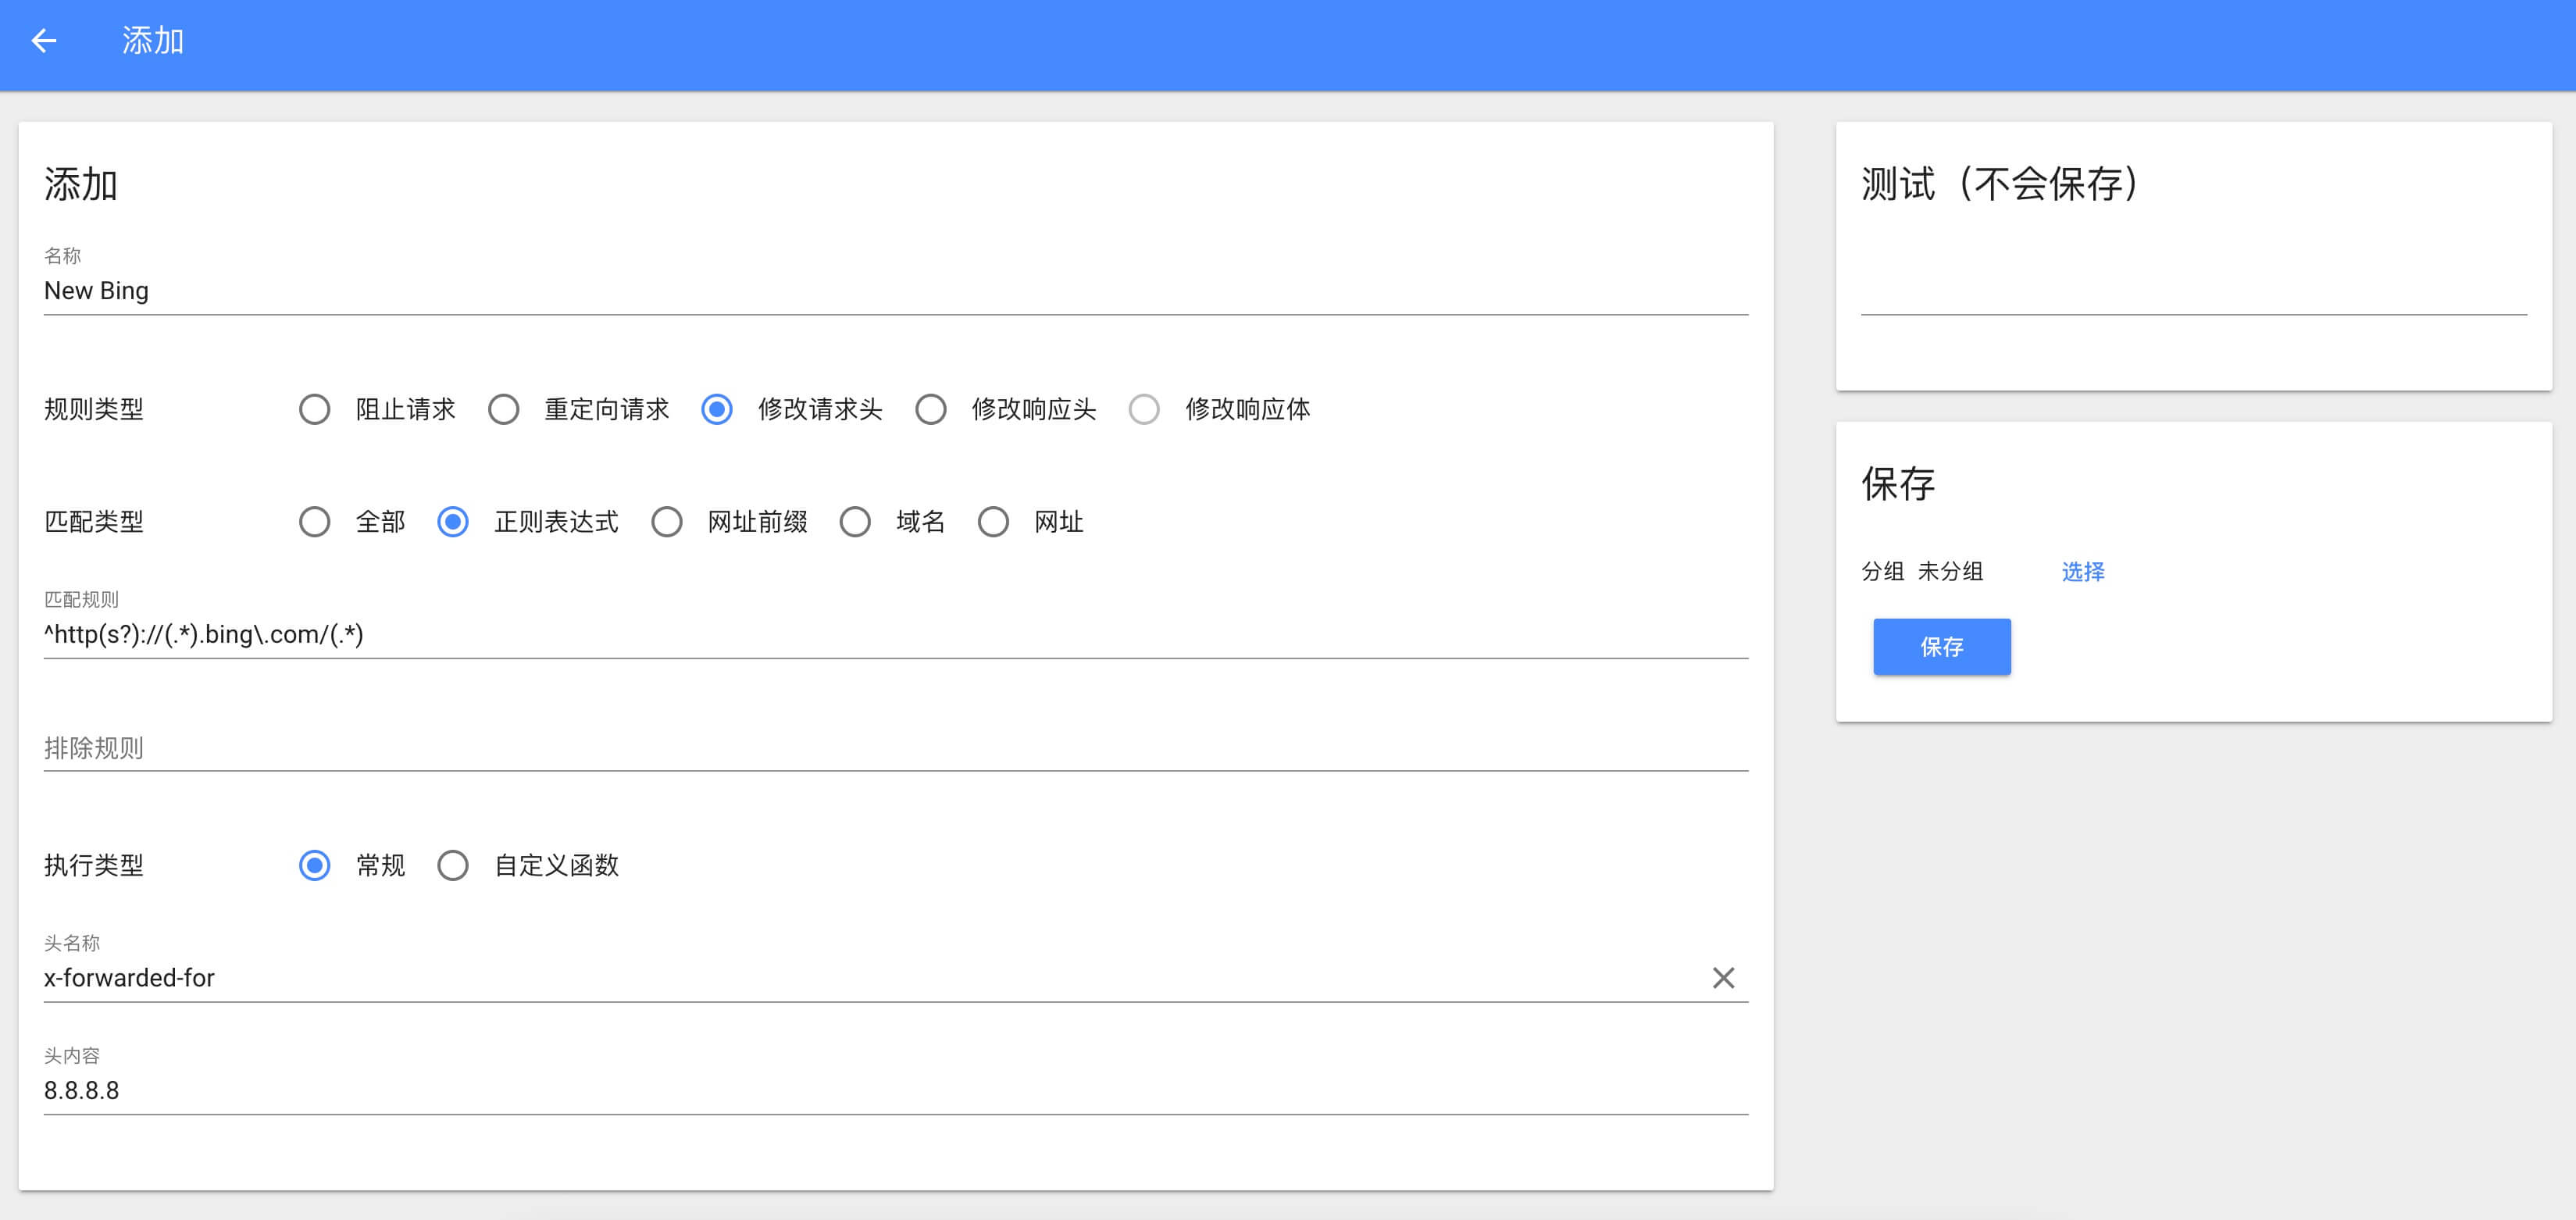 添加
添加
名称
New Bing
规则类型 阻止请求 重定向请求 修改请求头 修改响应头 修改响应体
匹配类型 全部 正则表达式 网址前缀 域名 网址
匹配规则
^http(s?)://(.*).bing\.com/(.*)
排除规则
执行类型 常规 自定义函数
头名称
x-forwarded-for
头内容
8.8.8.8
测试（不会保存）
保存
分组 未分组 选择
保存